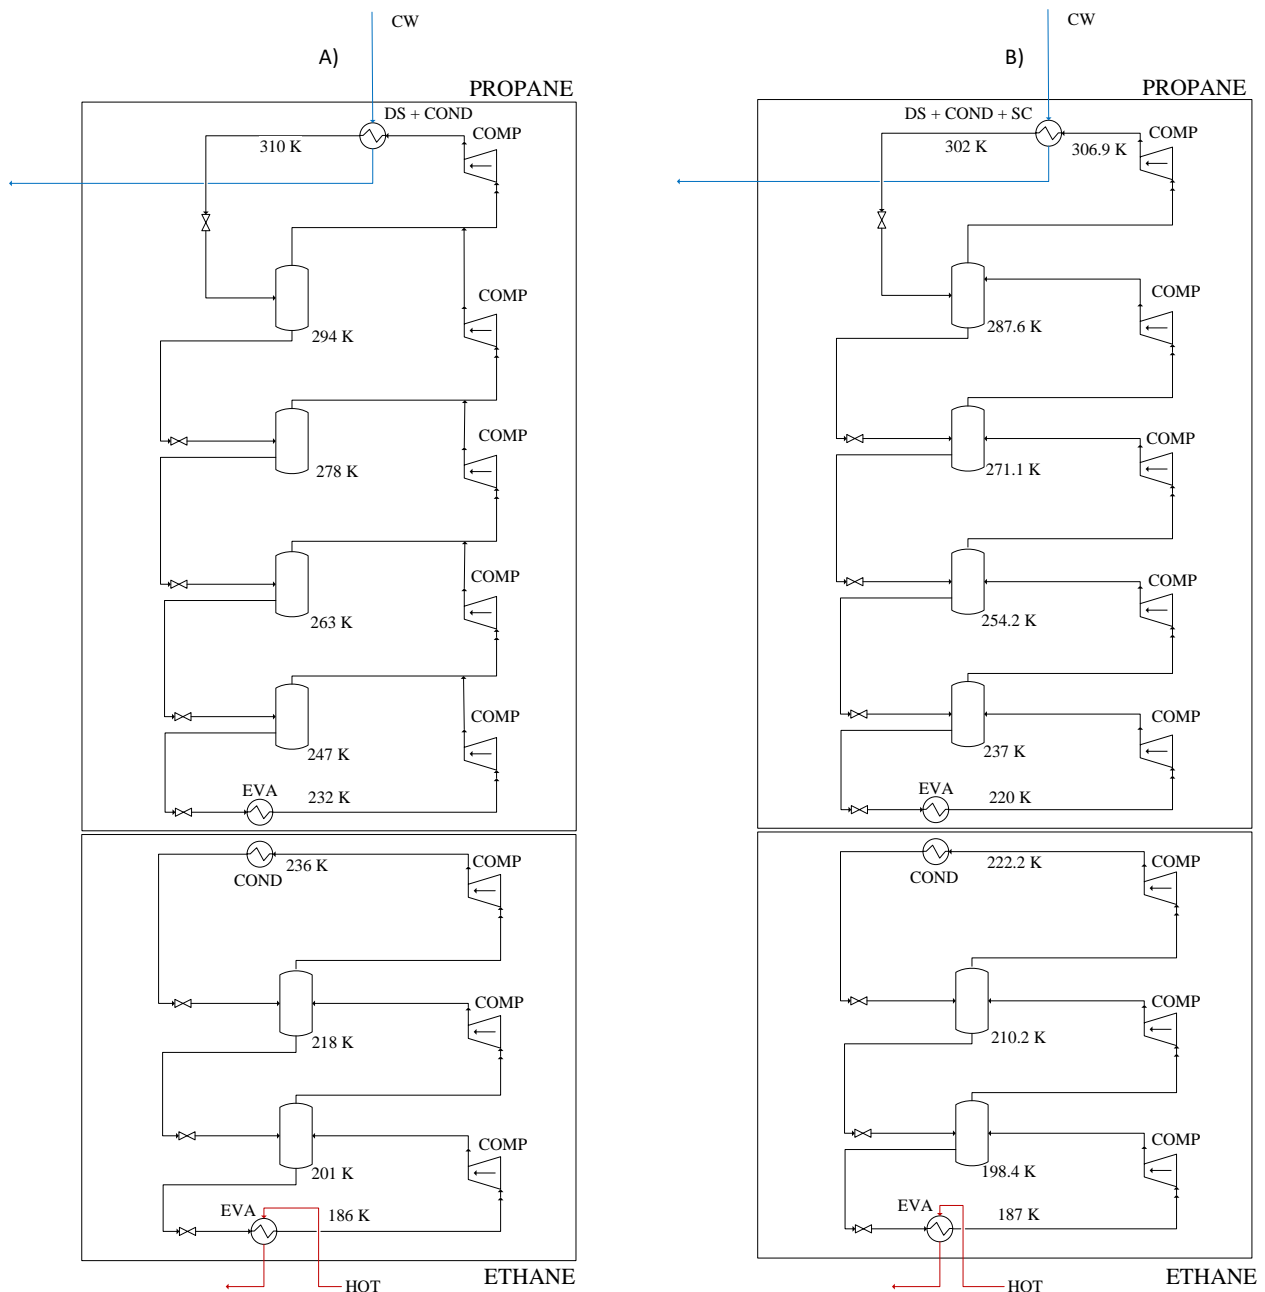 CW
A)
PROPANE
DS + COND
COMP
310 K
COMP
294 K
COMP
278 K
COMP
263 K
COMP
247 K
EVA
232 K
COMP
236 K
COND
COMP
218 K
COMP
201 K
EVA
186 K
HOT
ETHANE
CW
B)
PROPANE
DS + COND + SC
COMP
302 K
306.9 K
COMP
287.6 K
COMP
271.1 K
COMP
254.2 K
COMP
237 K
EVA
220 K
COMP
222.2 K
COND
COMP
210.2 K
COMP
198.4 K
EVA
187 K
HOT
ETHANE